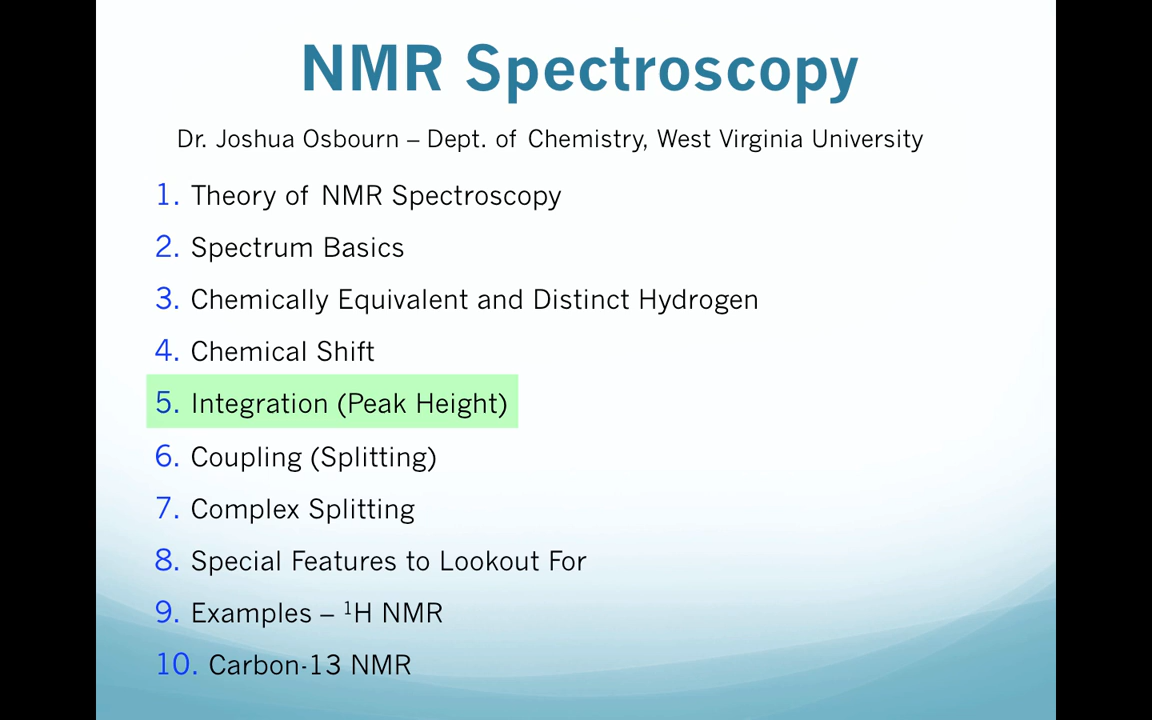 NMR Spectroscopy
Dr. Joshua Osbourn – Dept. of Chemistry, West Virginia University
1. Theory of NMR Spectroscopy
2. Spectrum Basics
3. Chemically Equivalent and Distinct Hydrogen
4. Chemical Shift
5. Integration (Peak Height)
6. Coupling (Splitting)
7. Complex Splitting
8. Special Features to Lookout For
9. Examples – ¹H NMR
10. Carbon-13 NMR